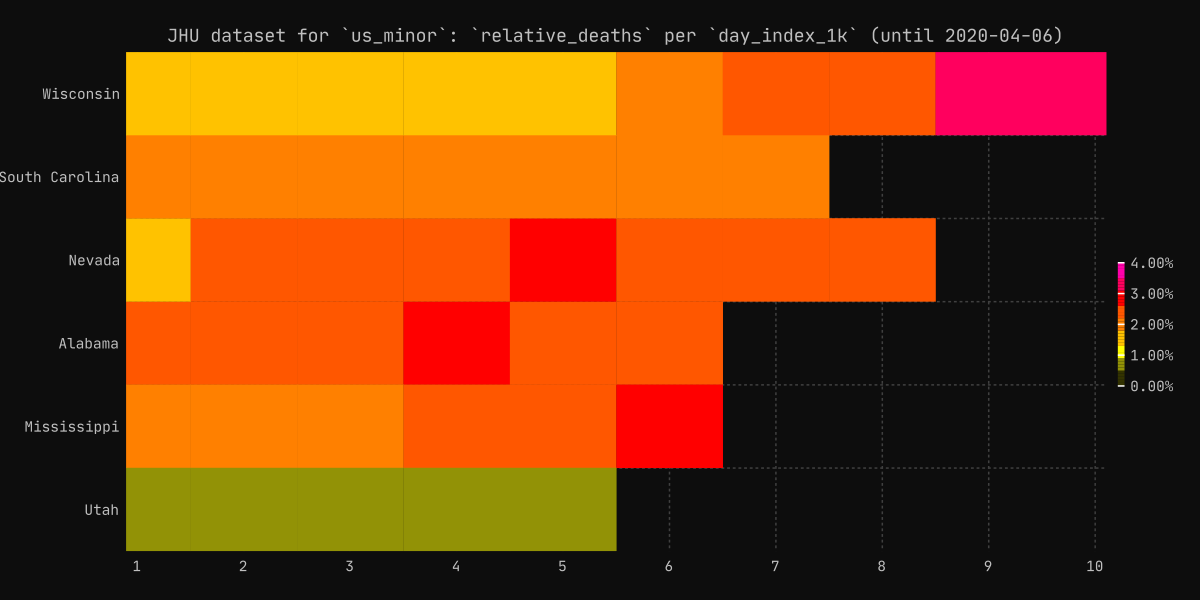 JHU dataset for `us_minor`: `relative_deaths` per `day_index_1k` (until 2020-04-06)
Wisconsin
South Carolina
Nevada
Alabama
Mississippi
Utah
4.00%
3.00%
2.00%
1.00%
0.00%
1 2 3 4 5 6 7 8 9 10